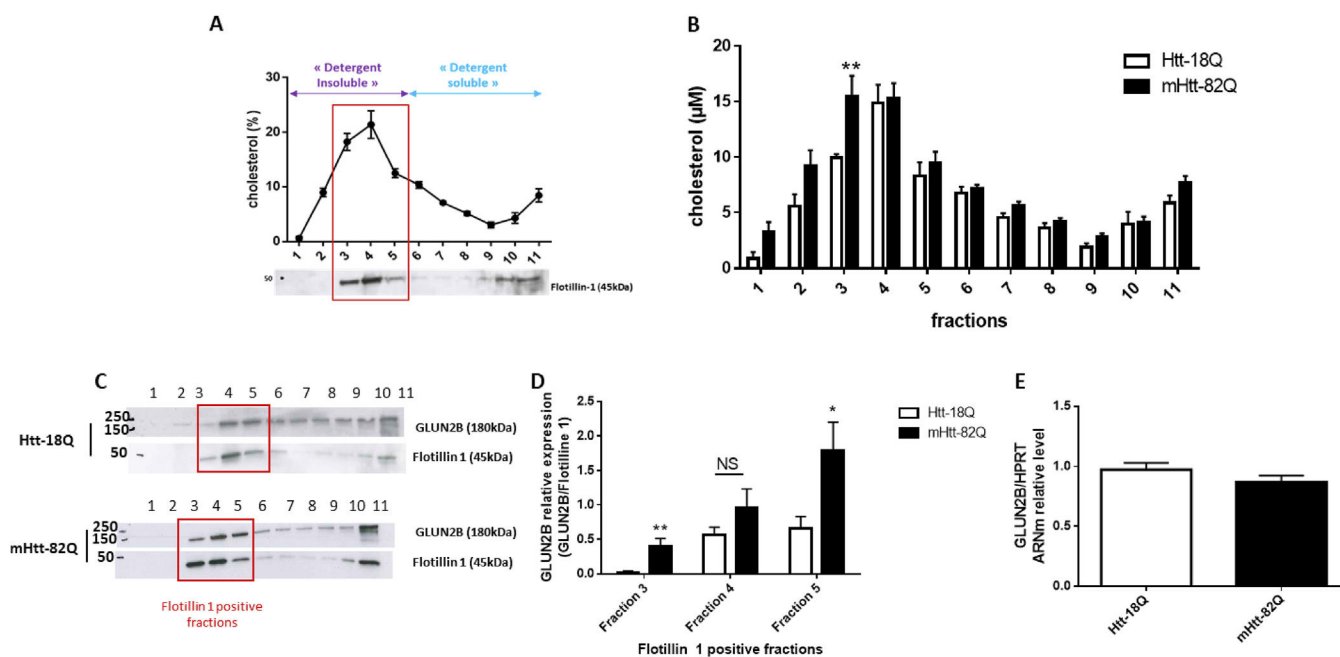 A
« Detergent
Insoluble »
« Detergent
soluble »
cholesterol (%)
30
20
10
0
1 2 3 4 5 6 7 8 9 10 11
50
Flotillin-1 (45kDa)
B
cholesterol (µM)
20
15
10
5
0
**
Htt-18Q
mHtt-82Q
1 2 3 4 5 6 7 8 9 10 11
fractions
C
1 2 3 4 5 6 7 8 9 10 11
Htt-18Q
250
150
GLUN2B (180kDa)
50
Flotillin 1 (45kDa)
1 2 3 4 5 6 7 8 9 10 11
mHtt-82Q
250
150
GLUN2B (180kDa)
50
Flotillin 1 (45kDa)
Flotillin 1 positive
fractions
D
GLUN2B relative expression
(GLUN2B/Flotilline 1)
2.5
2.0
1.5
1.0
0.5
0.0
**
NS
*
Htt-18Q
mHtt-82Q
Fraction 3
Fraction 4
Fraction 5
Flotillin 1 positive fractions
E
GLUN2B/HPRT
ARNm relative level
1.5
1.0
0.5
0.0
Htt-18Q
mHtt-82Q